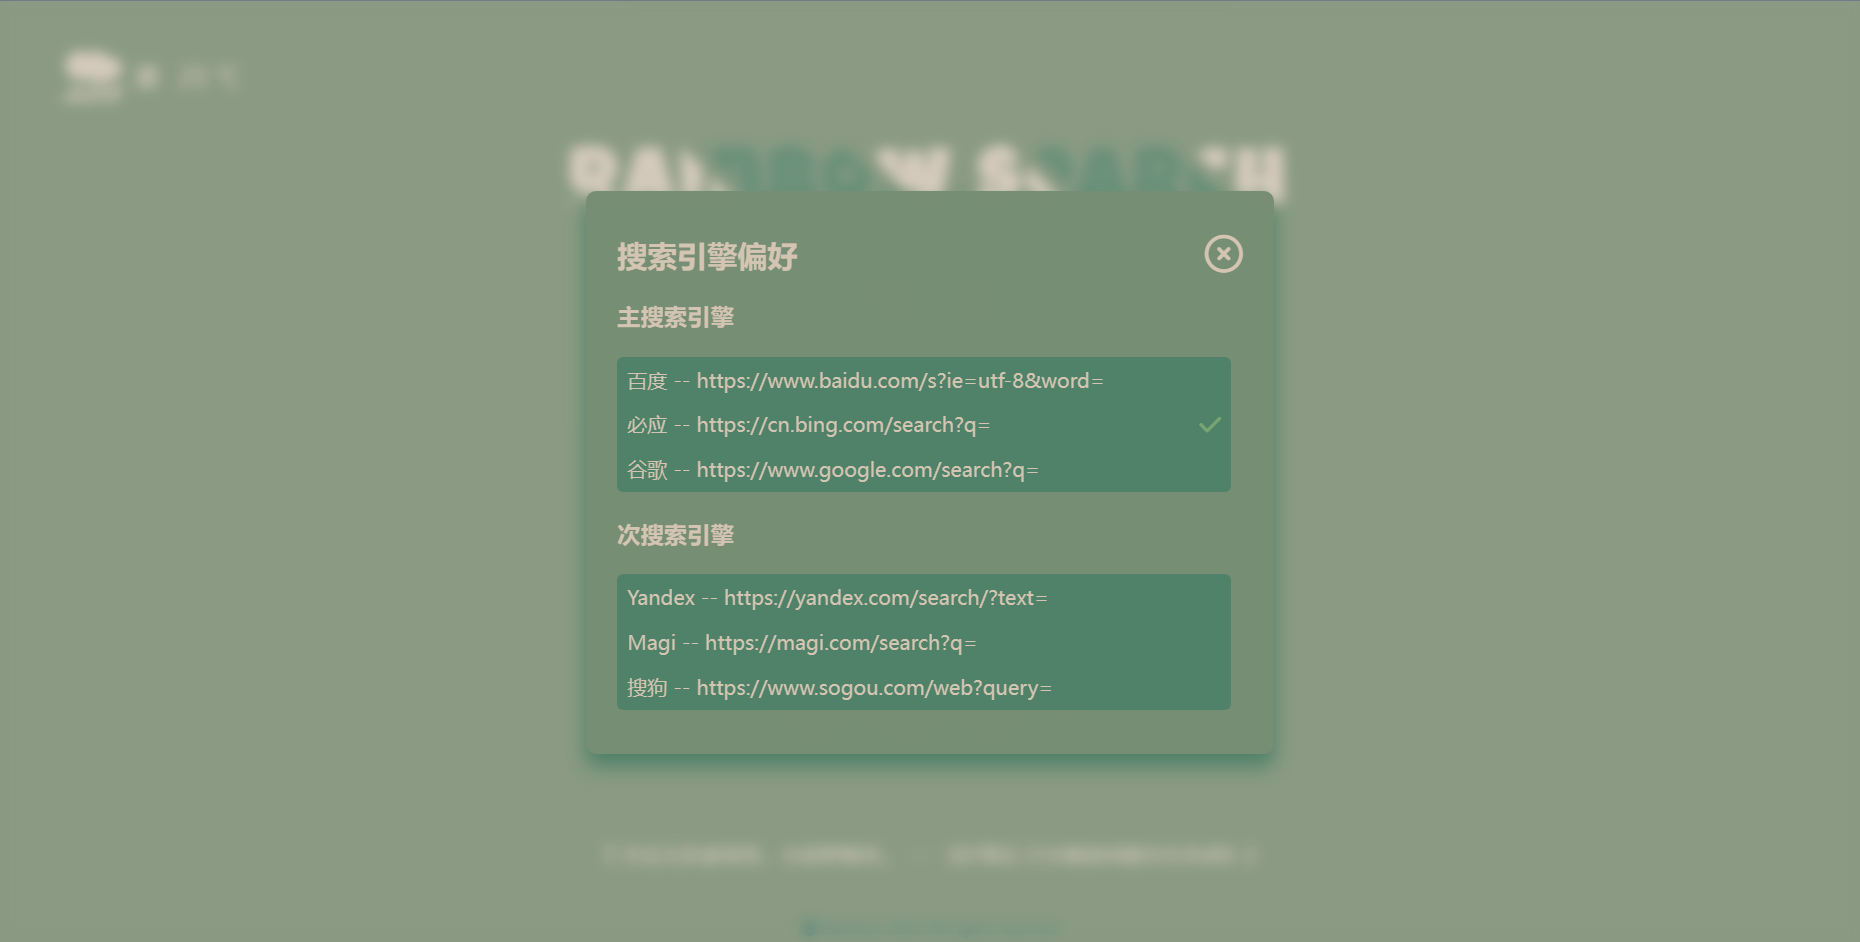 搜索引擎偏好
主搜索引擎
百度 -- https://www.baidu.com/s?ie=utf-8&word=
必应 -- https://cn.bing.com/search?q=
谷歌 -- https://www.google.com/search?q=
次搜索引擎
Yandex -- https://yandex.com/search/?text=
Magi -- https://magi.com/search?q=
搜狗 -- https://www.sogou.com/web?query=